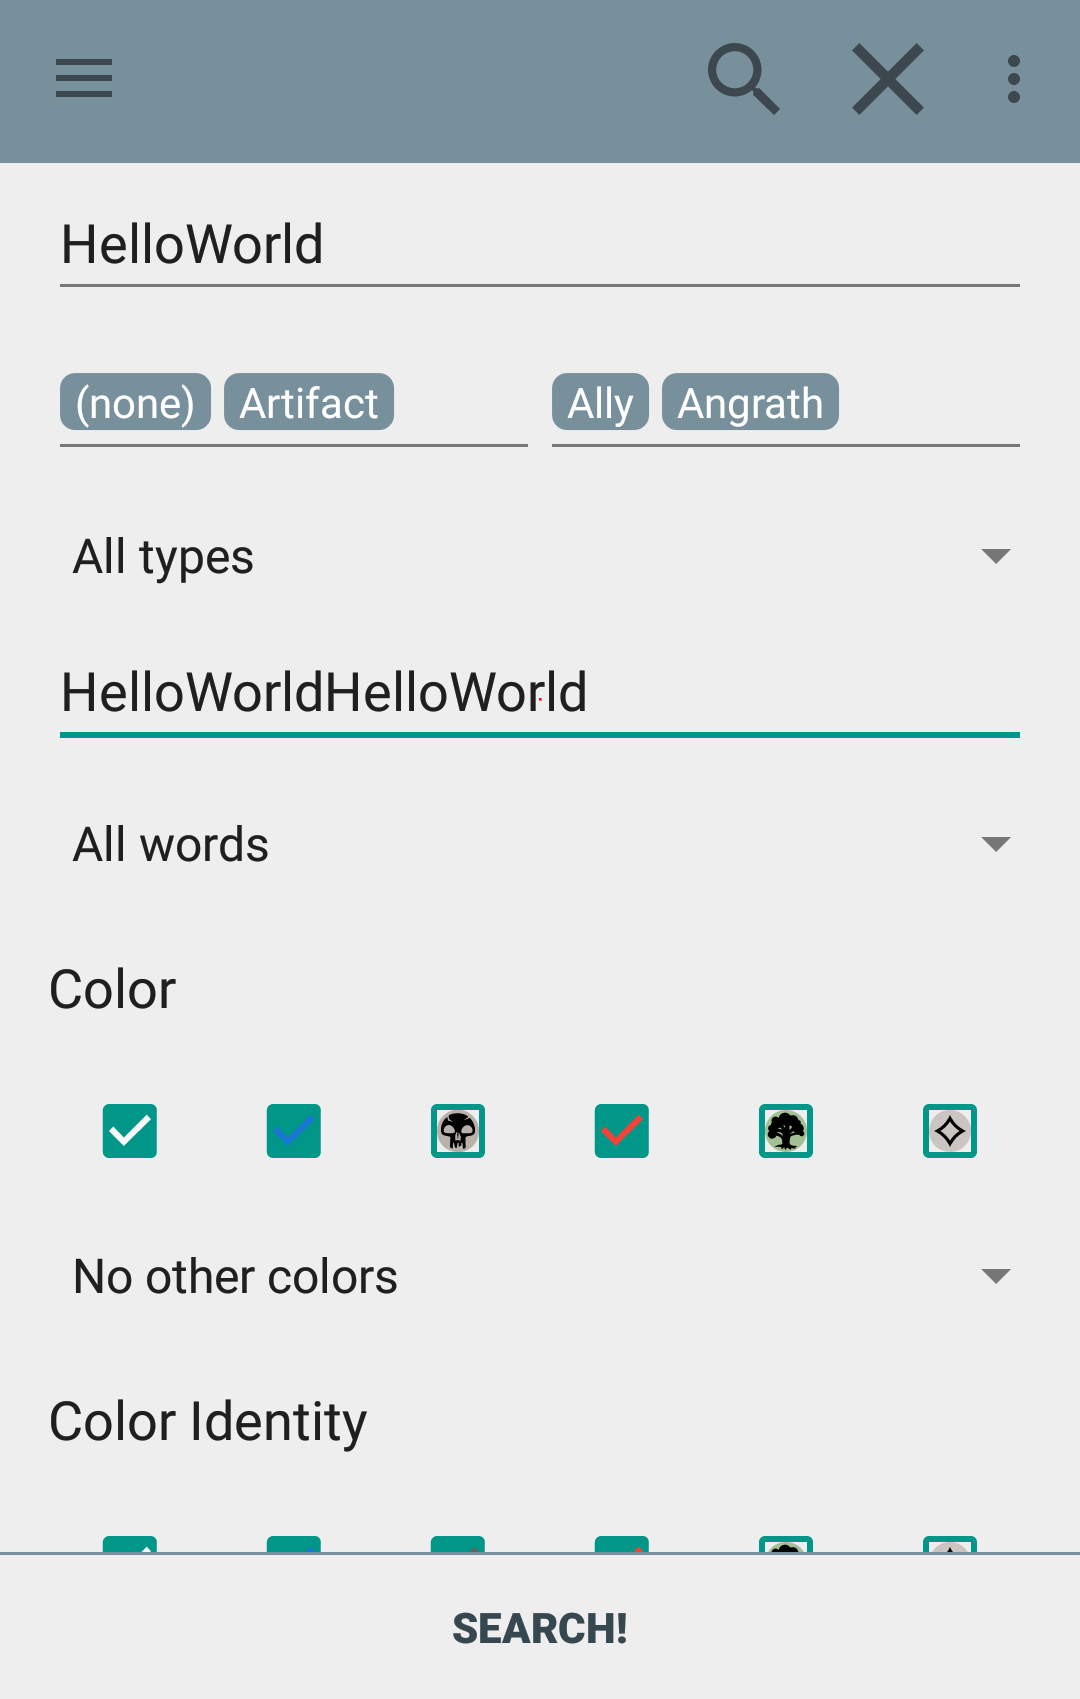 HelloWorld
(none) Artifact Ally Angrath
All types
HelloWorldHelloWorld
All words
Color
No other colors
Color Identity
SEARCH!